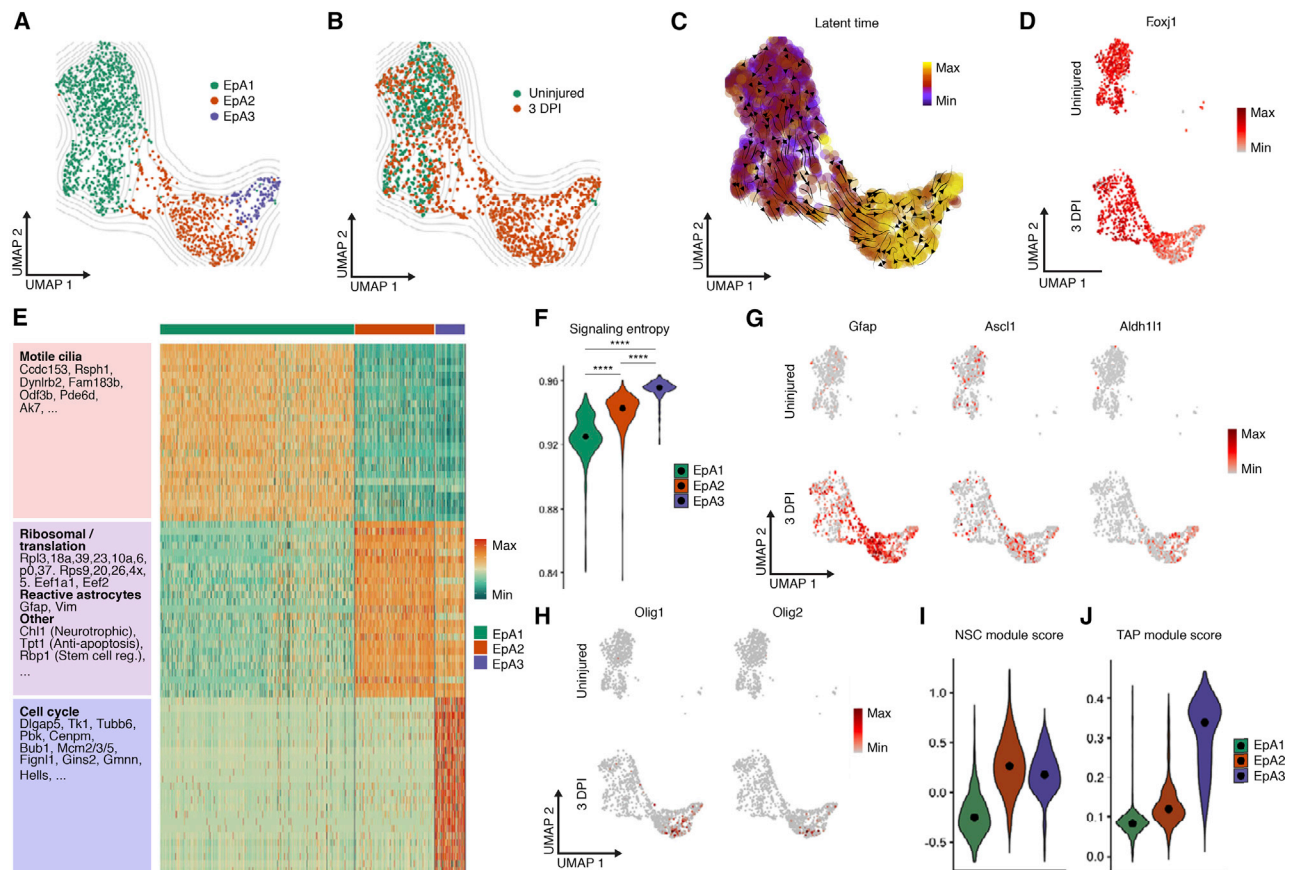 A
EpA1
EpA2
EpA3
UMAP 2
UMAP 1
B
Uninjured
3 DPI
UMAP 2
UMAP 1
C
Latent time
Max
Min
UMAP 2
UMAP 1
D
Foxj1
Uninjured
3 DPI
Max
Min
UMAP 2
UMAP 1
E
Motile cilia
Ccdc153, Rsph1,
Dynlrb2, Fam183b,
Odf3b, Pde6d,
Ak7, ...
Ribosomal /
translation
Rpl3,18a,39,23,10a,6,
p0,37. Rps9,20,26,4x,
5. Eef1a1, Eef2
Reactive astrocytes
Gfap, Vim
Other
Chl1 (Neurotrophic),
Tpt1 (Anti-apoptosis),
Rbp1 (Stem cell reg.),
...
Cell cycle
Dlgap5, Tk1, Tubb6,
Pbk, Cenpm,
Bub1, Mcm2/3/5,
Fignl1, Gins2, Gmnn,
Hells, ...
Max
Min
EpA1
EpA2
EpA3
F
Signaling entropy
****
**** ****
0.96
0.92
0.88
0.84
EpA1
EpA2
EpA3
G
Gfap
Ascl1
Aldh1l1
Uninjured
3 DPI
Max
Min
UMAP 2
UMAP 1
H
Olig1
Olig2
Uninjured
3 DPI
Max
Min
UMAP 2
UMAP 1
I
NSC module score
1.0
0.5
0.0
-0.5
J
TAP module score
0.4
0.3
0.2
0.1
0.0
EpA1
EpA2
EpA3